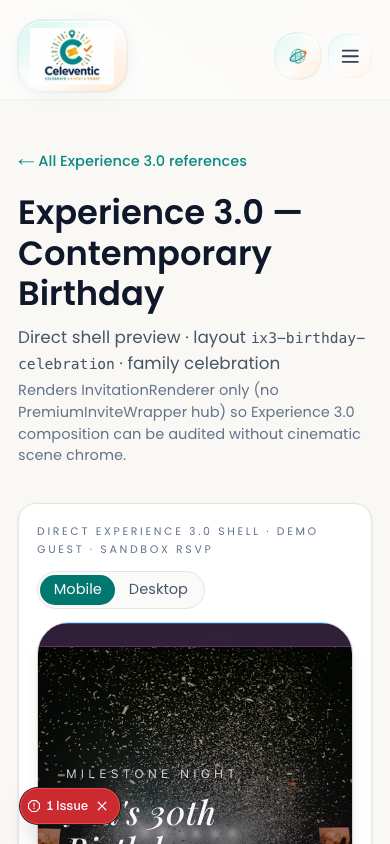 Celeventic
← All Experience 3.0 references
Experience 3.0 —
Contemporary
Birthday
Direct shell preview · layout ix3-birthday-
celebration · family celebration
Renders InvitationRenderer only (no
PremiumInviteWrapper hub) so Experience 3.0
composition can be audited without cinematic
scene chrome.
DIRECT EXPERIENCE 3.0 SHELL · DEMO
GUEST · SANDBOX RSVP
Mobile Desktop
MILESTONE NIGHT
30th
1 Issue